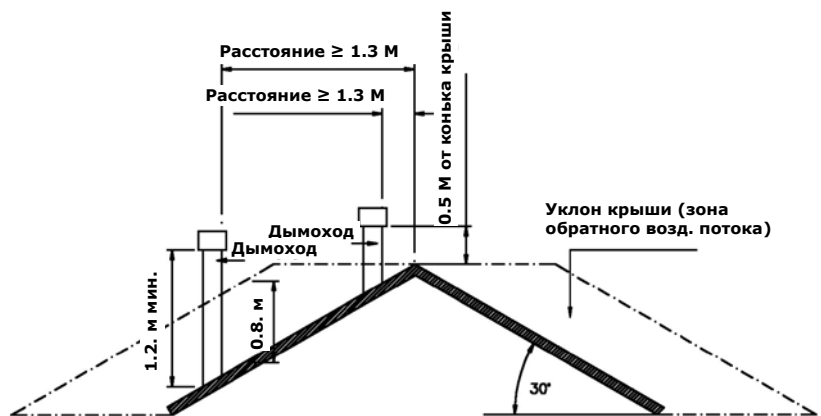 Расстояние ≥ 1.3 М
Расстояние ≥ 1.3 М
0.5 М от конька крыши
Дымоход
Дымоход
Уклон крыши (зона
обратного возд. потока)
1.2. м мин.
0.8. м
30°